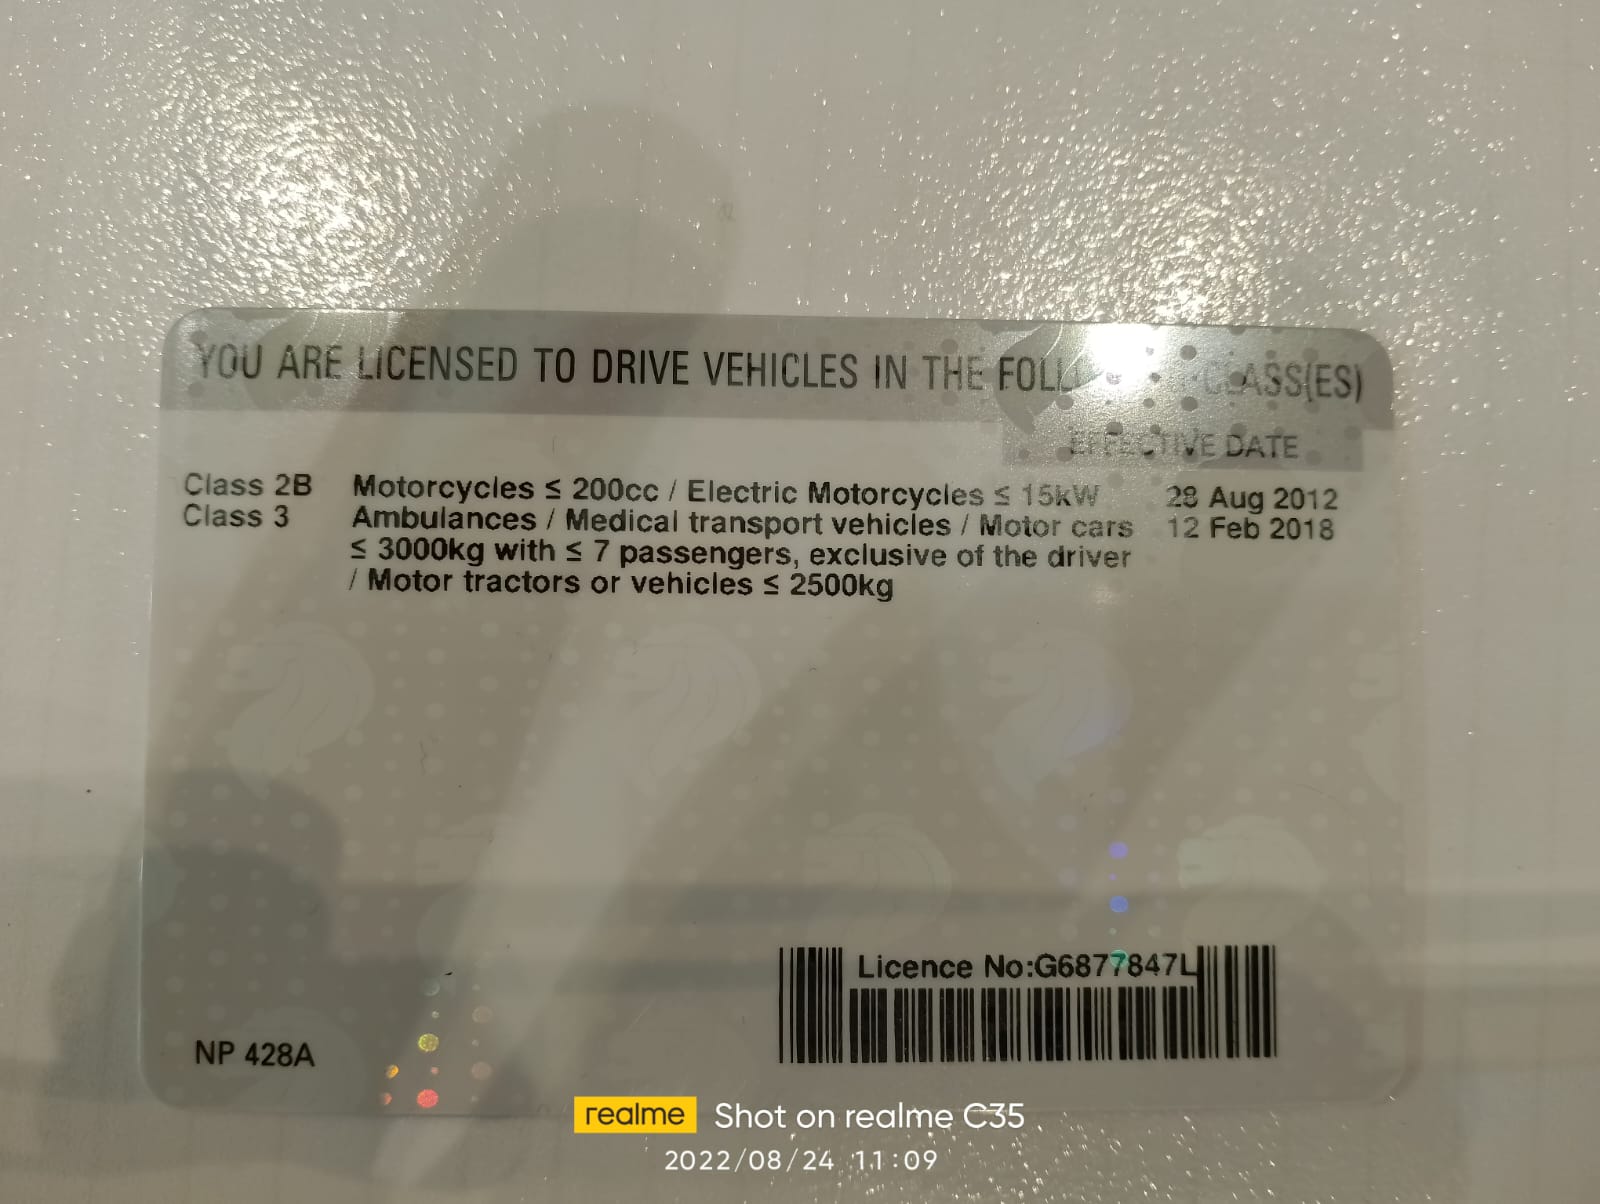 YOU ARE LICENSED TO DRIVE VEHICLES IN THE CLASS(ES)
EFFECTIVE DATE
Class 2B Motorcycles ≤ 200cc / Electric Motorcycles ≤ 15kW 28 Aug 2012
Class 3 Ambulances / Medical transport vehicles / Motor cars 12 Feb 2018
≤ 3000kg with ≤ 7 passengers, exclusive of the driver
/ Motor tractors or vehicles ≤ 2500kg
Licence No:G6877847L
NP 428A
realme Shot on realme C35
2022/08/24 11:09